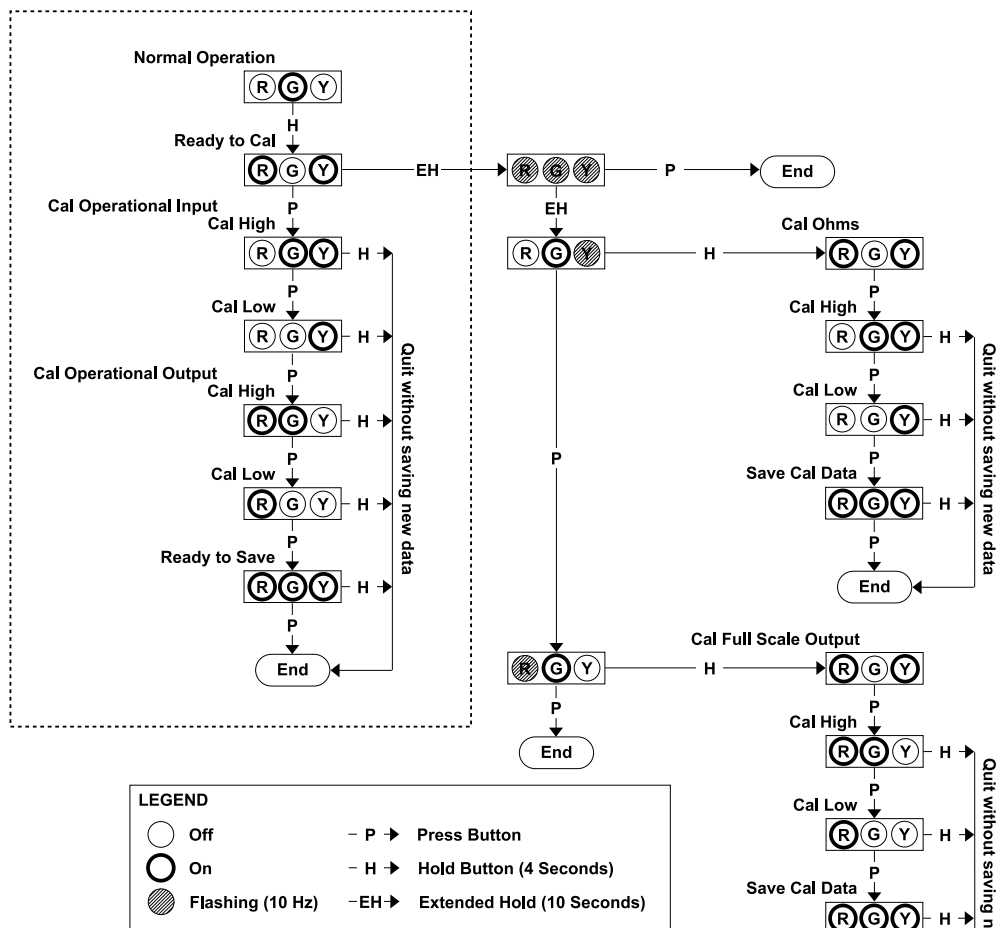 Normal Operation
R G Y
H
Ready to Cal
R G Y
EH
R G Y
P
End
P
Cal Operational Input
Cal High
R G Y
H
P
Cal Low
R G Y
H
P
Cal Operational Output
Cal High
R G Y
H
P
Cal Low
R G Y
H
P
Ready to Save
R G Y
H
P
End
Quit without saving new data
EH
R G Y
H
Cal Ohms
R G Y
P
Cal High
R G Y
H
P
Cal Low
R G Y
H
P
Save Cal Data
R G Y
H
P
End
Quit without saving new data
P
R G Y
P
End
H
Cal Full Scale Output
R G Y
P
Cal High
R G Y
H
P
Cal Low
R G Y
H
P
Save Cal Data
R G Y
H
Quit without saving n
LEGEND
Off
On
Flashing (10 Hz)
P Press Button
H Hold Button (4 Seconds)
EH Extended Hold (10 Seconds)